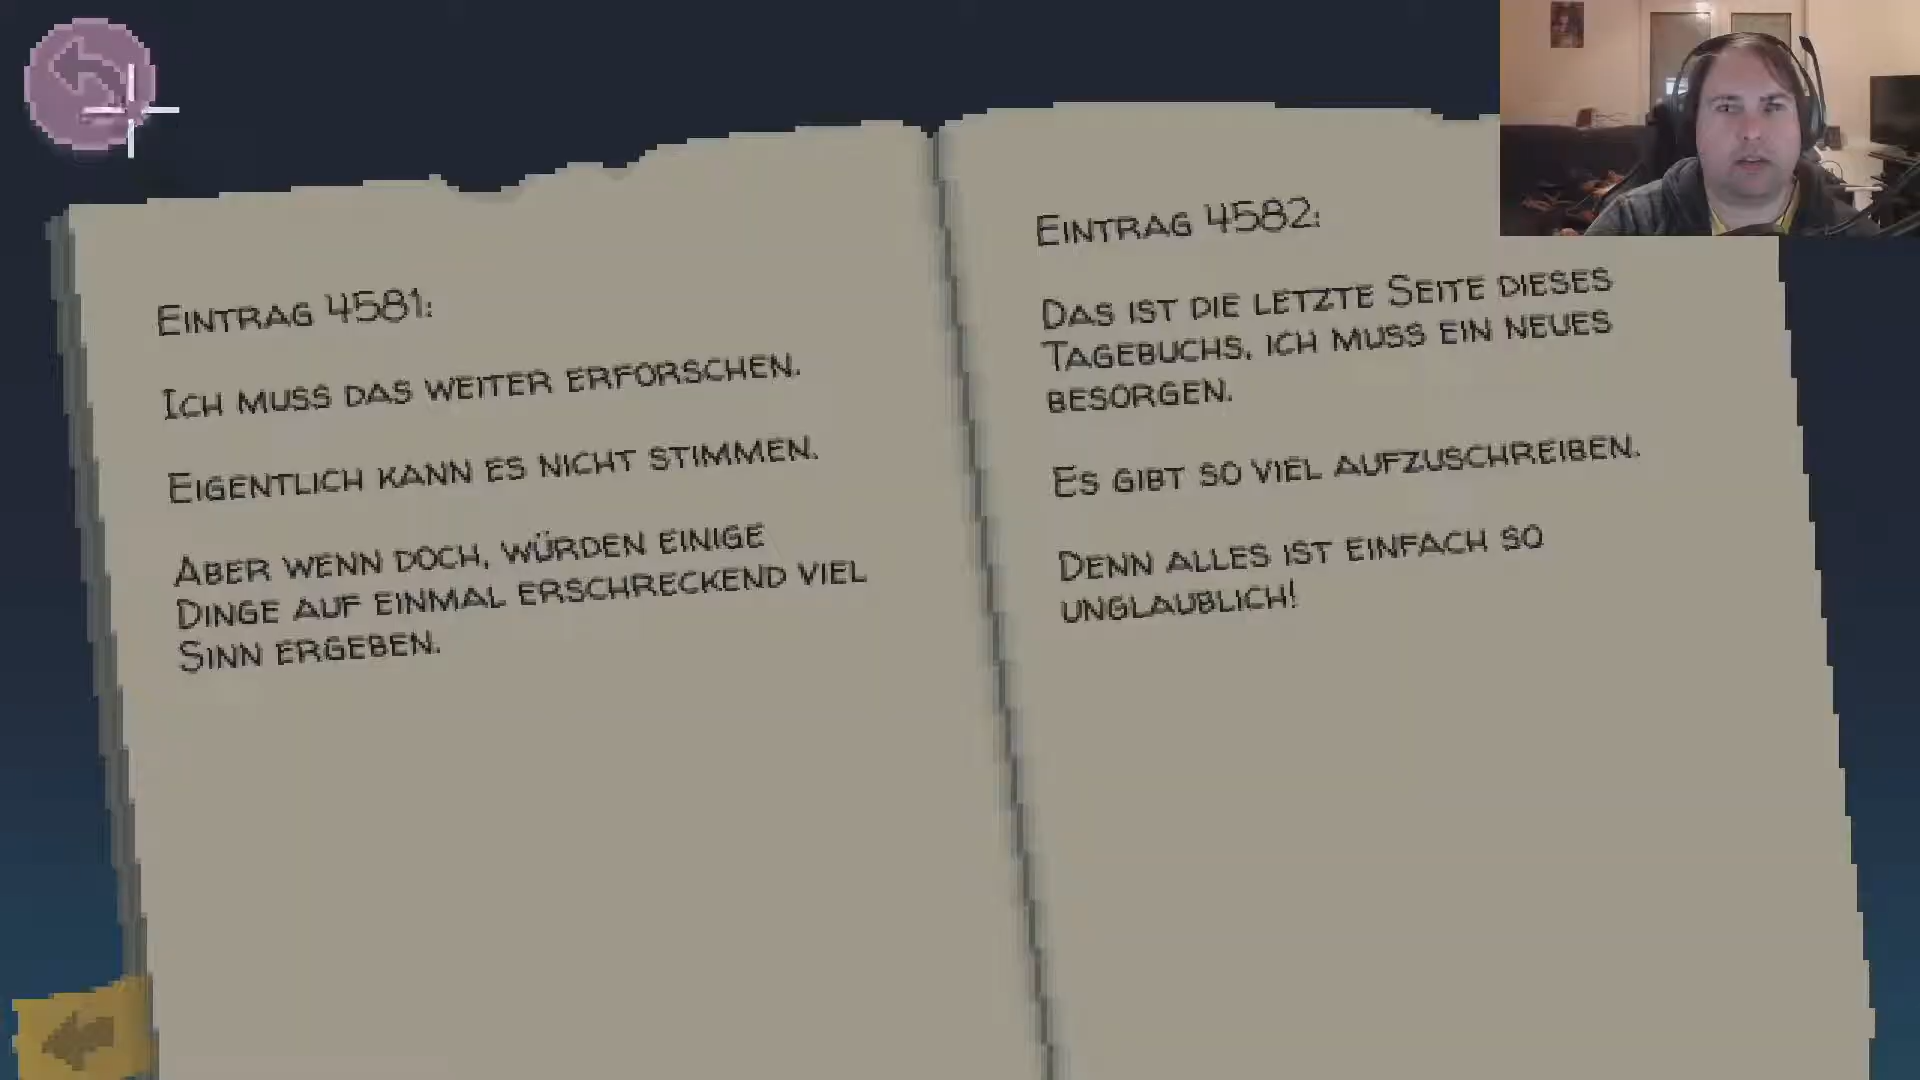 Eintrag 4581:
Ich muss das weiter erforschen.
Eigentlich kann es nicht stimmen.
Aber wenn doch, würden einige
Dinge auf einmal erschreckend viel
Sinn ergeben.
Eintrag 4582:
Das ist die letzte Seite dieses
Tagebuchs, ich muss ein neues
besorgen.
Es gibt so viel aufzuschreiben.
Denn alles ist einfach so
unglaublich!